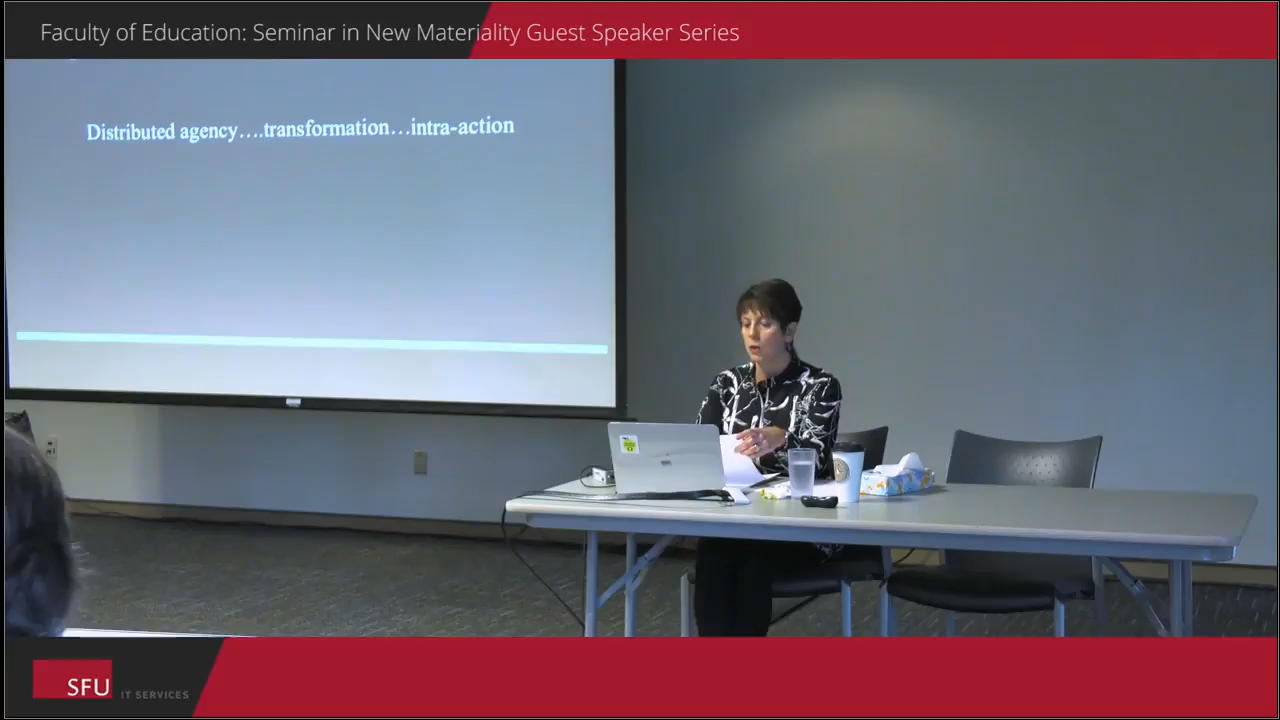 Faculty of Education: Seminar in New Materiality Guest Speaker Series
Distributed agency….transformation…intra-action
SFU IT SERVICES